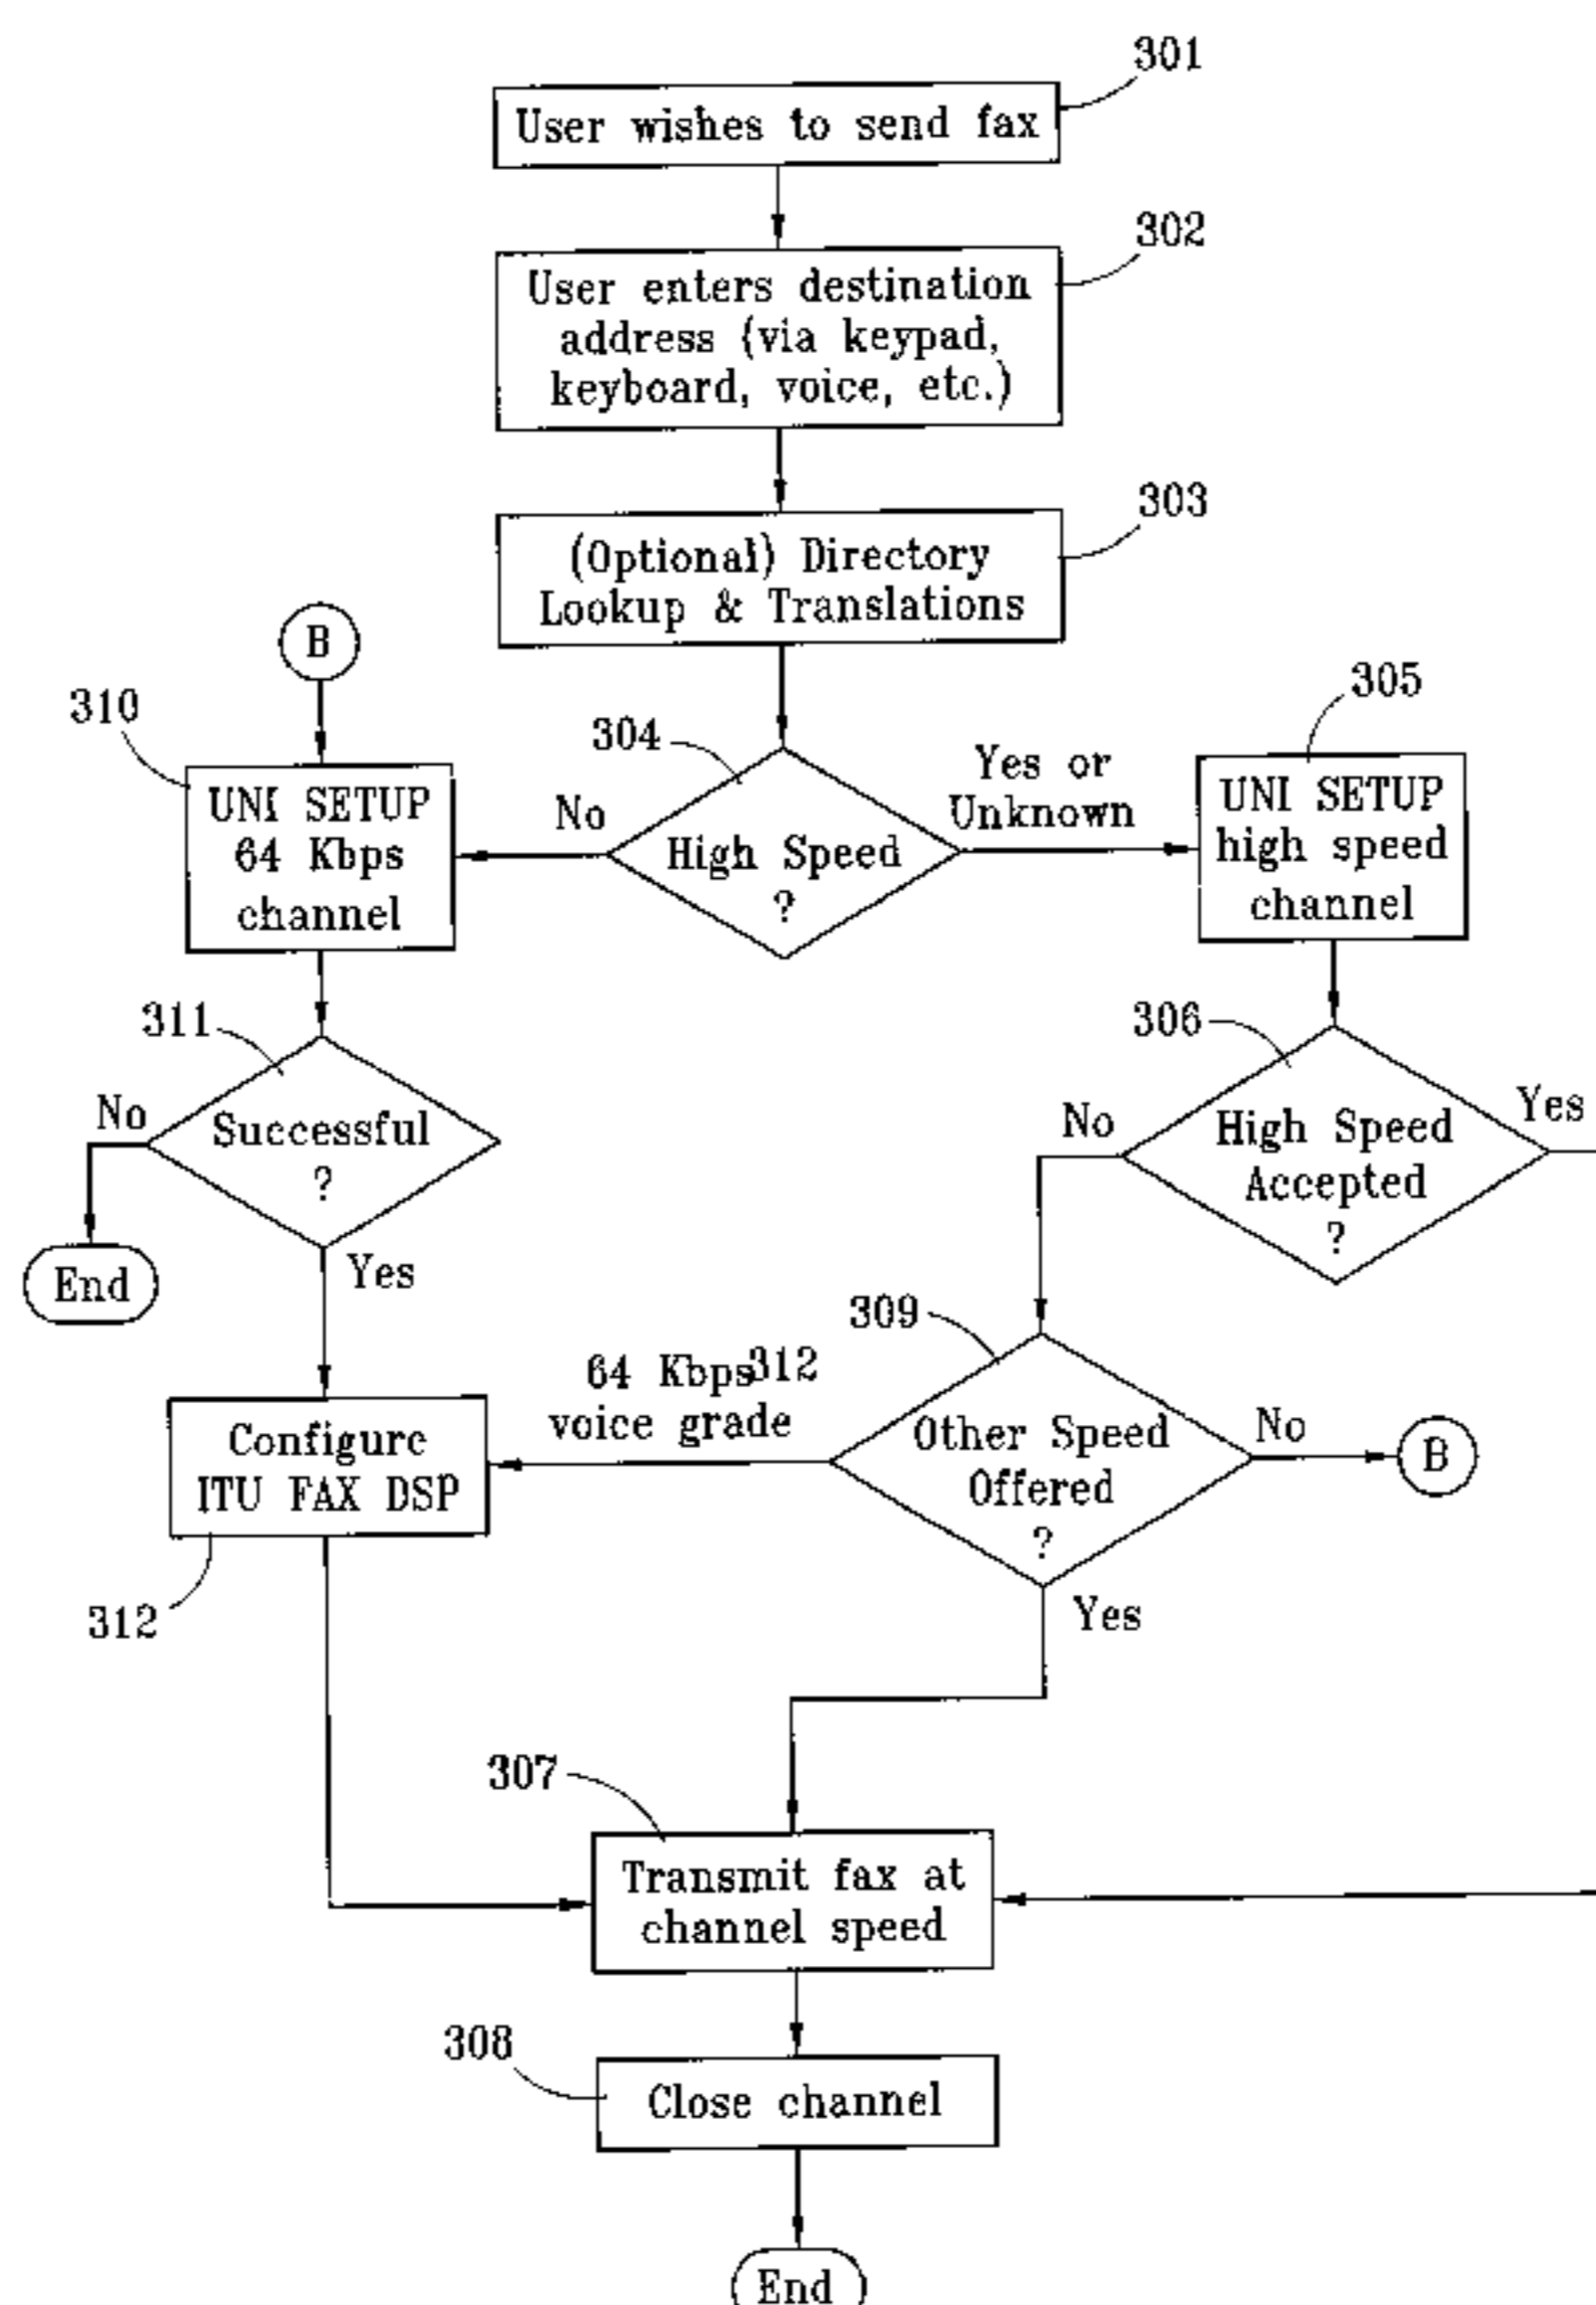 301
User wishes to send fax
302
User enters destination
address (via keypad,
keyboard, voice, etc.)
303
(Optional) Directory
Lookup & Translations
B
310
UNI SETUP
64 Kbps
channel
304
No
High Speed
?
Yes or
Unknown
305
UNI SETUP
high speed
channel
311
No
Successful
?
Yes
End
306
No
High Speed
Accepted
?
Yes
309
64 Kbps312
voice grade
Other Speed
Offered
?
No
B
Yes
Configure
ITU FAX DSP
312
307
Transmit fax at
channel speed
308
Close channel
End